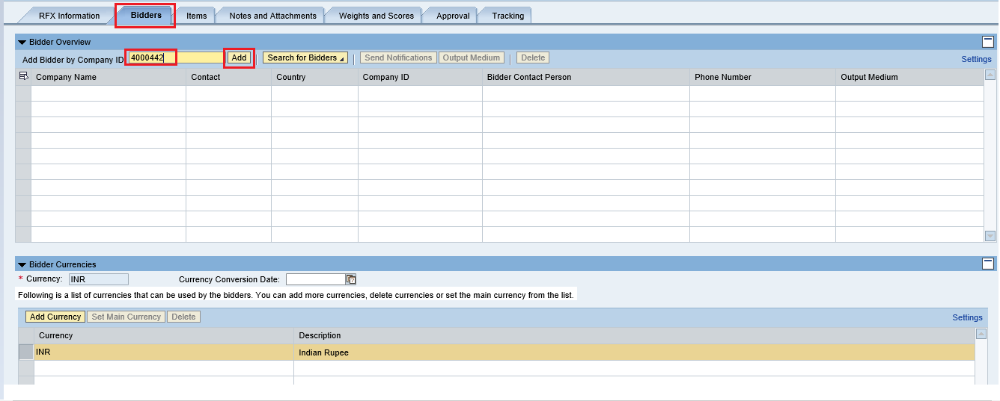 RFX Information Bidders Items Notes and Attachments Weights and Scores Approval Tracking
Bidder Overview
Add Bidder by Company ID 4000442 Add Search for Bidders Send Notifications Output Medium Delete Settings
Company Name Contact Country Company ID Bidder Contact Person Phone Number Output Medium
Bidder Currencies
* Currency: INR Currency Conversion Date:
Following is a list of currencies that can be used by the bidders. You can add more currencies, delete currencies or set the main currency from the list.
Add Currency Set Main Currency Delete Settings
Currency Description
INR Indian Rupee